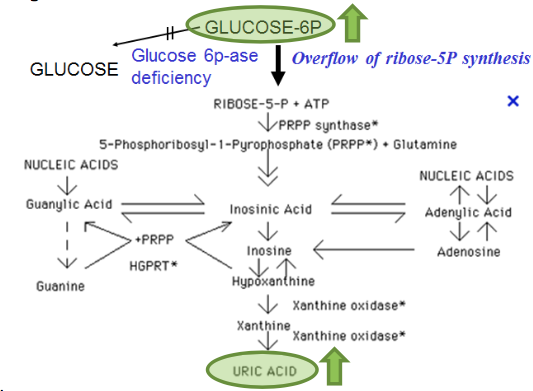 GLUCOSE-6P
GLUCOSE
Glucose 6p-ase
deficiency
Overflow of ribose-5P synthesis
RIBOSE-5-P + ATP
PRPP synthase*
5-Phosphoribosyl-1-Pyrophosphate (PRPP*) + Glutamine
NUCLEIC ACIDS
NUCLEIC ACIDS
Guanylic Acid
Inosinic Acid
Adenylic Acid
+PRPP
HGPRT*
Inosine
Adenosine
Guanine
Hypoxanthine
Xanthine oxidase*
Xanthine
Xanthine oxidase*
URIC ACID